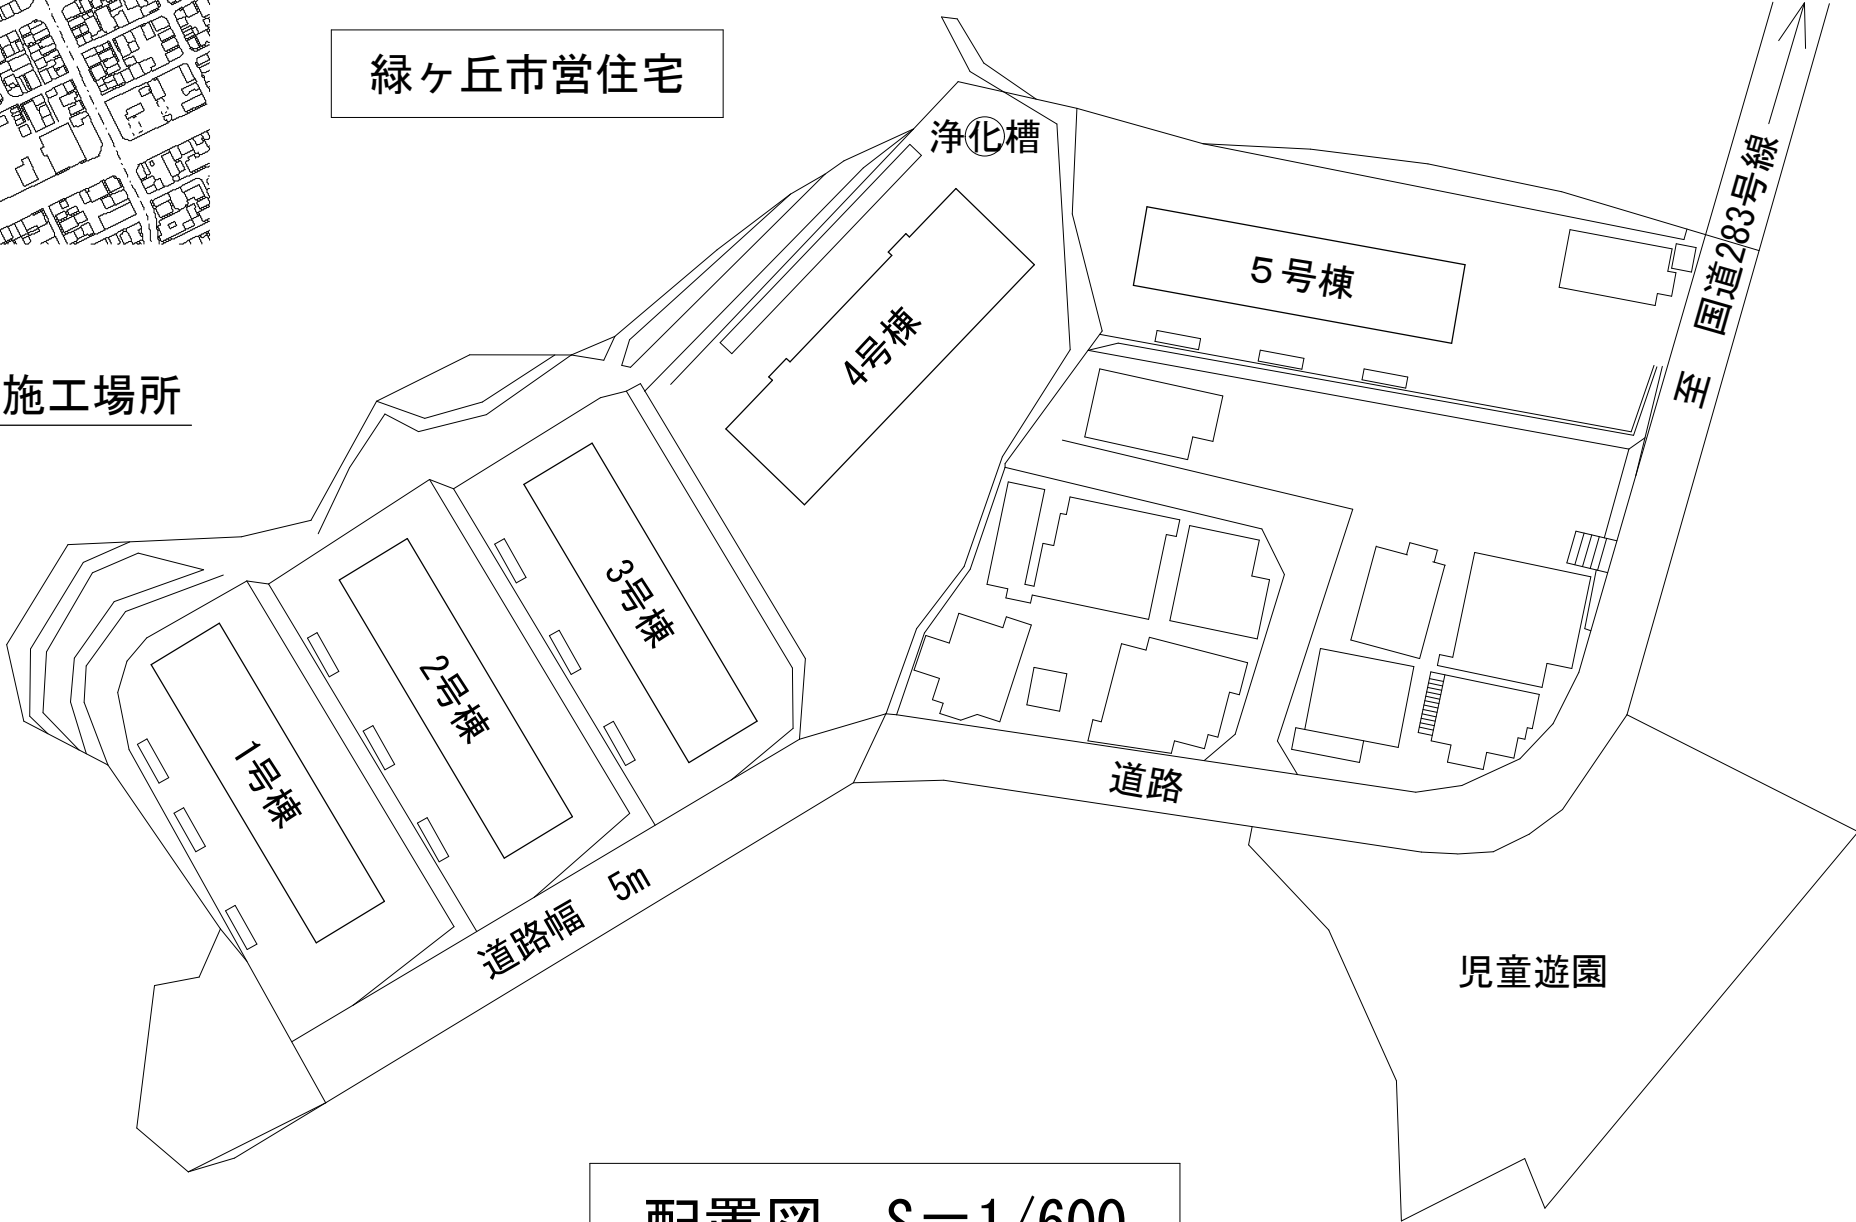 緑ヶ丘市営住宅
浄化槽
至 国道283号線
5号棟
4号棟
施工場所
3号棟
2号棟
1号棟
道路
道路幅 5m
児童遊園
配置図 S=1/600